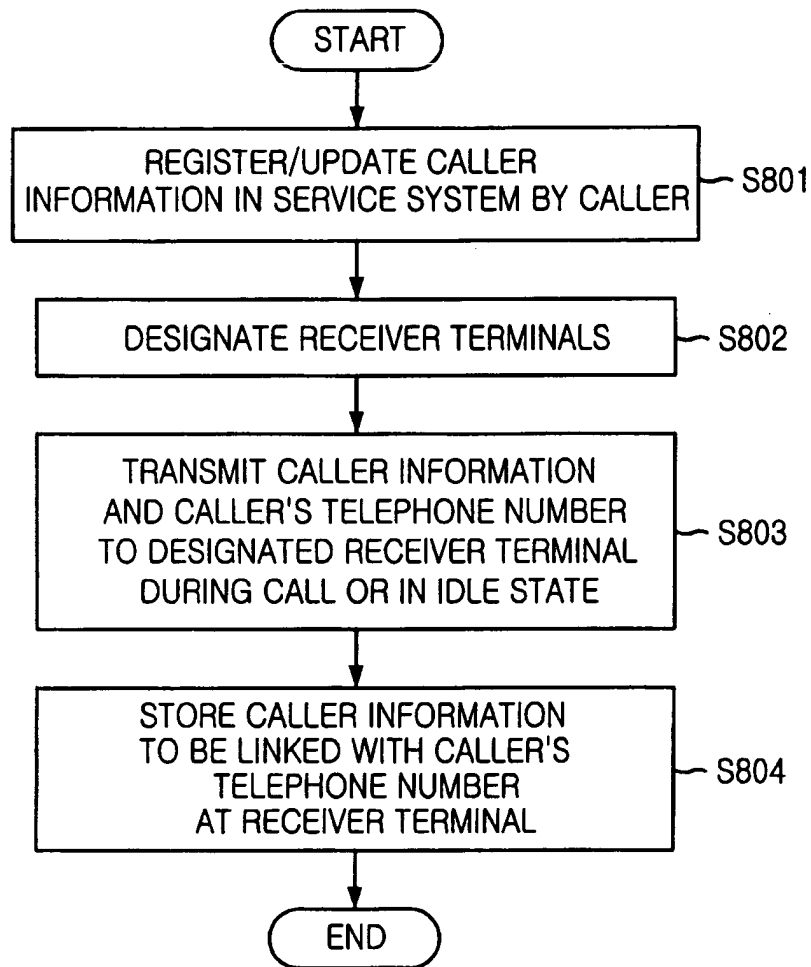 START
REGISTER/UPDATE CALLER
INFORMATION IN SERVICE SYSTEM BY CALLER
S801
DESIGNATE RECEIVER TERMINALS
S802
TRANSMIT CALLER INFORMATION
AND CALLER'S TELEPHONE NUMBER
TO DESIGNATED RECEIVER TERMINAL
DURING CALL OR IN IDLE STATE
S803
STORE CALLER INFORMATION
TO BE LINKED WITH CALLER'S
TELEPHONE NUMBER
AT RECEIVER TERMINAL
S804
END